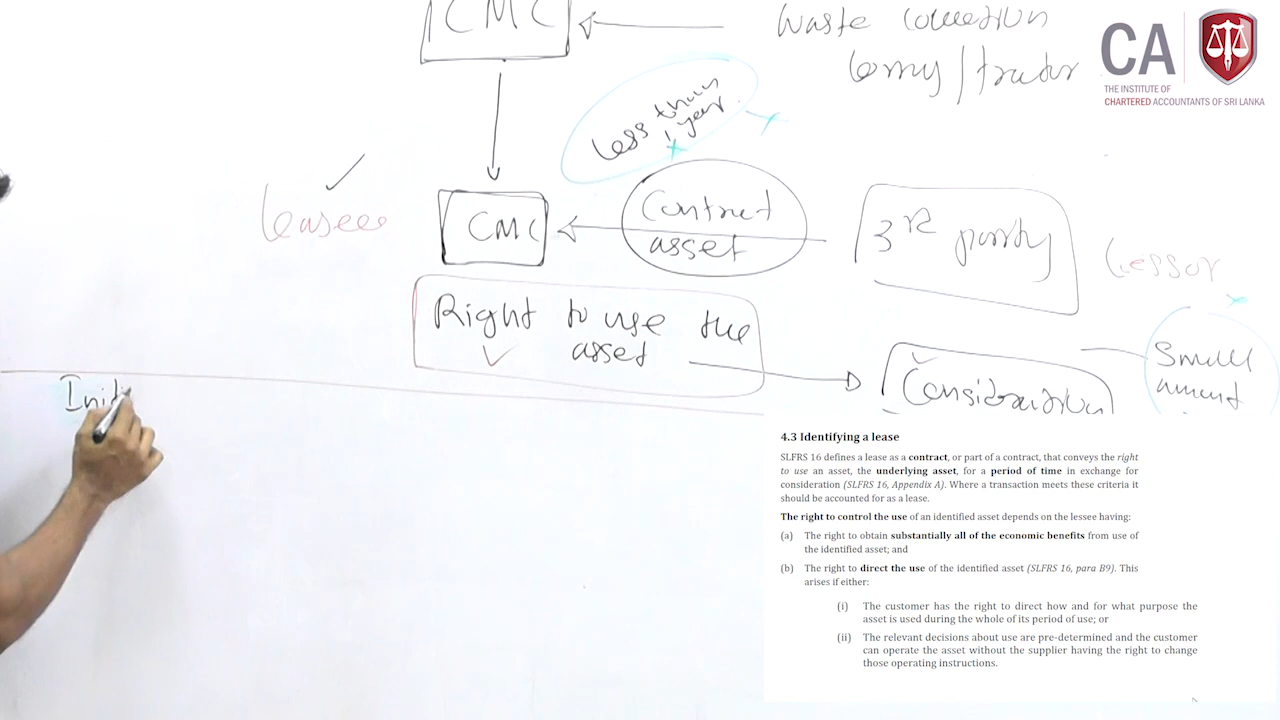 CMC
Waste collection
lorry/tractor
CA
THE INSTITUTE OF
CHARTERED ACCOUNTANTS OF SRI LANKA
Less than
1 year
Leasee
CMC
Contract
asset
3rd party
Lessor
Right to use the
asset
Consideration
Small
amount
Init
4.3 Identifying a lease
SLFRS 16 defines a lease as a contract, or part of a contract, that conveys the right
to use an asset, the underlying asset, for a period of time in exchange for
consideration (SLFRS 16, Appendix A). Where a transaction meets these criteria it
should be accounted for as a lease.
The right to control the use of an identified asset depends on the lessee having:
(a) The right to obtain substantially all of the economic benefits from use of
the identified asset; and
(b) The right to direct the use of the identified asset (SLFRS 16, para B9). This
arises if either:
(i) The customer has the right to direct how and for what purpose the
asset is used during the whole of its period of use; or
(ii) The relevant decisions about use are pre-determined and the customer
can operate the asset without the supplier having the right to change
those operating instructions.